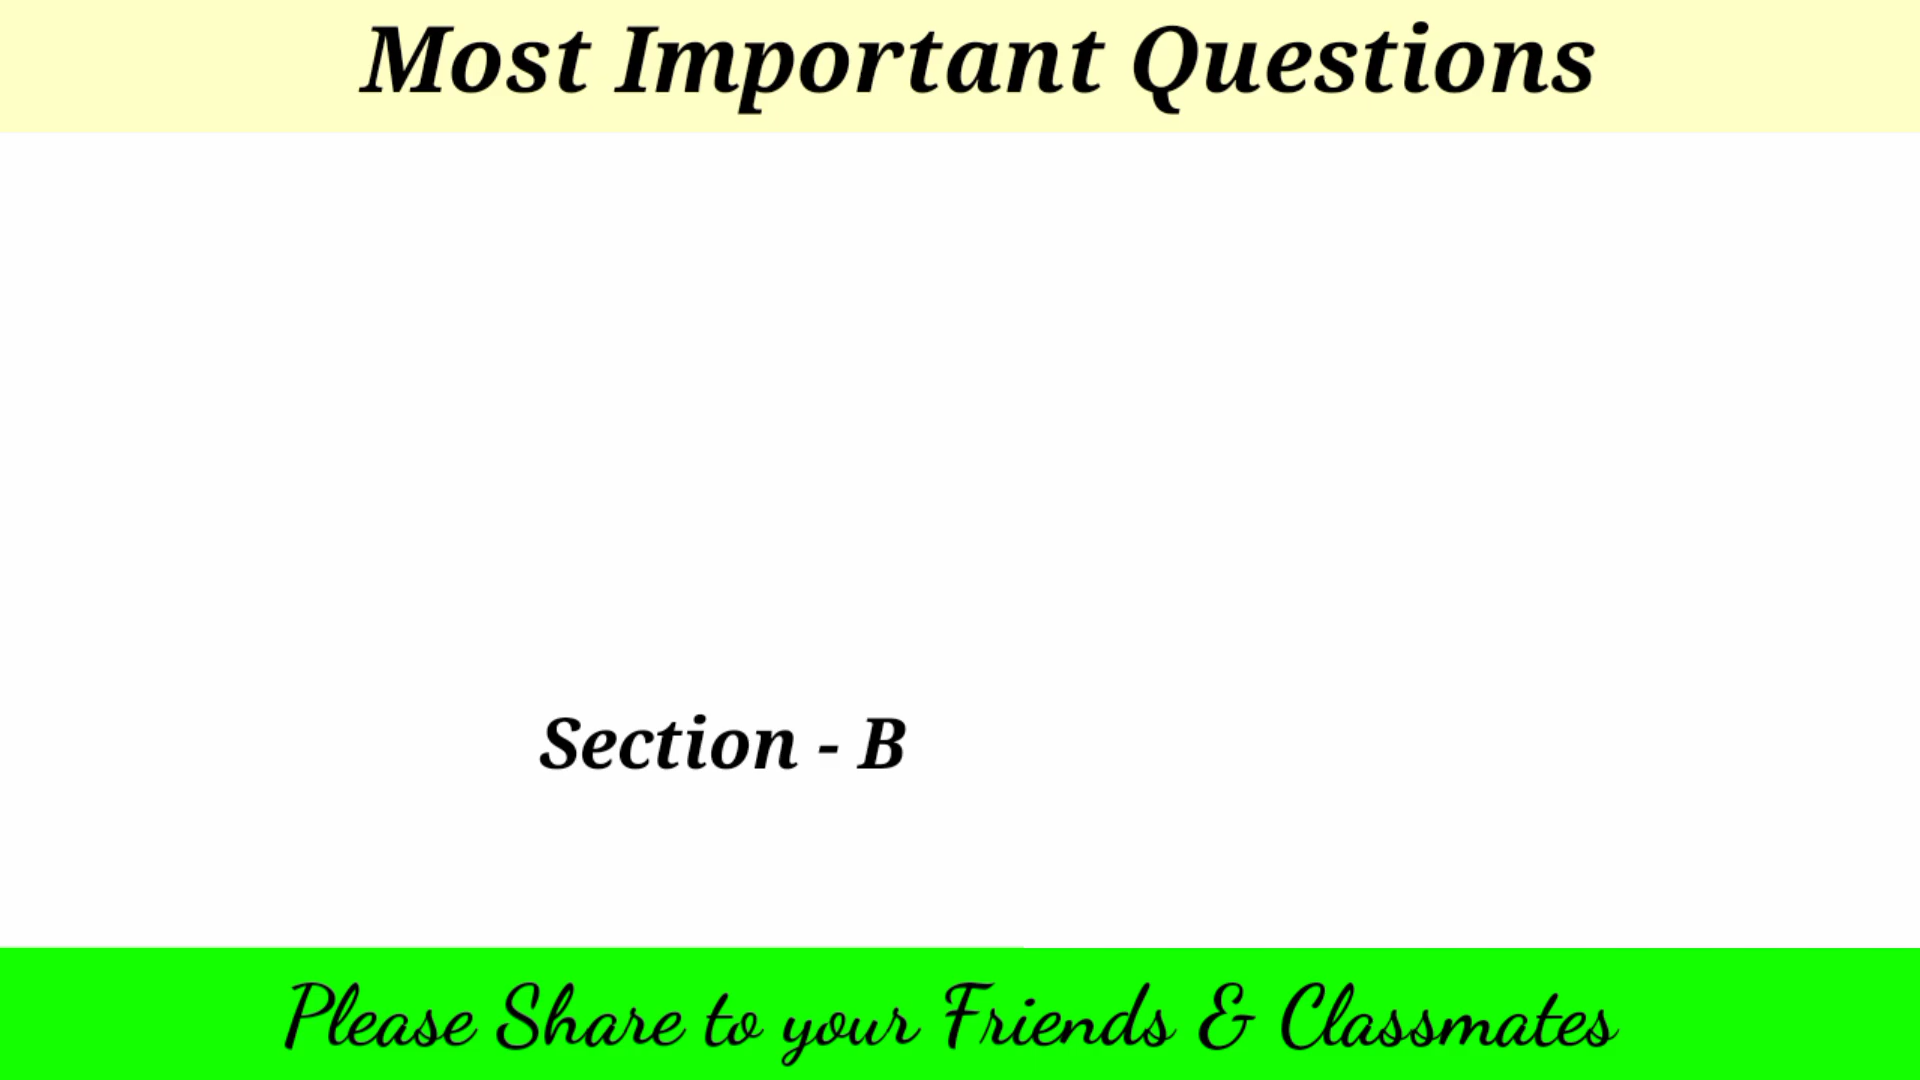 Most Important Questions
Section - B
Please Share to your Friends & Classmates